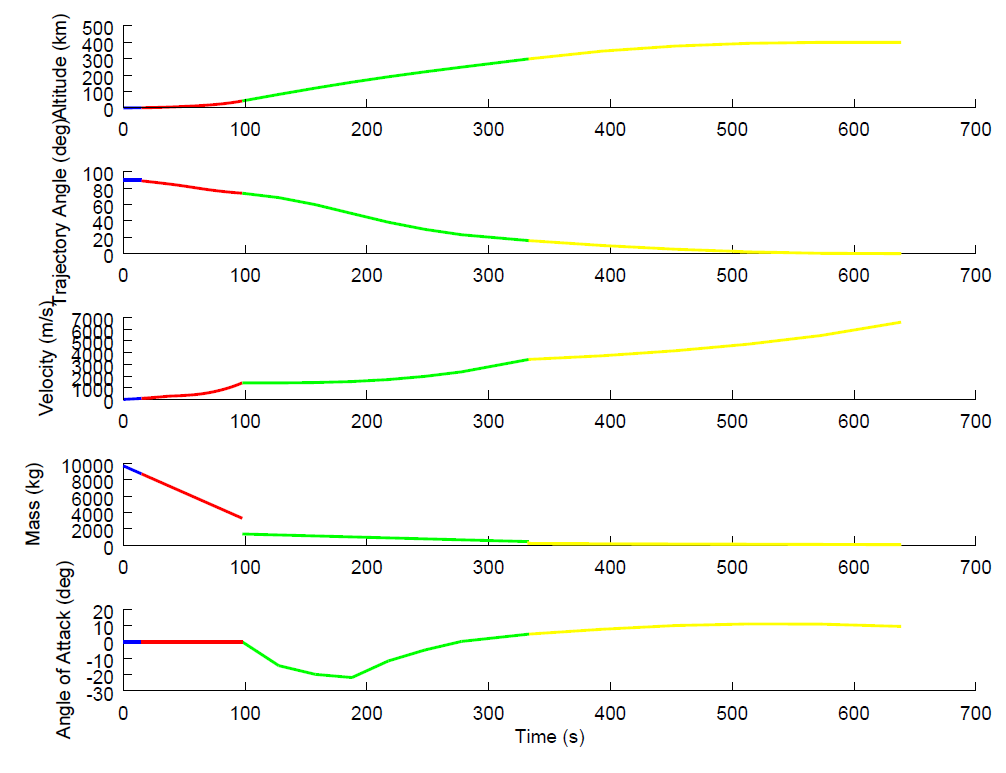 Altitude (km)
500
400
300
200
100
0
0 100 200 300 400 500 600 700
Trajectory Angle (deg)
100
80
60
40
20
0
0 100 200 300 400 500 600 700
Velocity (m/s)
7000
6000
5000
4000
3000
2000
1000
0
0 100 200 300 400 500 600 700
Mass (kg)
10000
8000
6000
4000
2000
0
0 100 200 300 400 500 600 700
Angle of Attack (deg)
20
10
0
-10
-20
-30
0 100 200 300 400 500 600 700
Time (s)